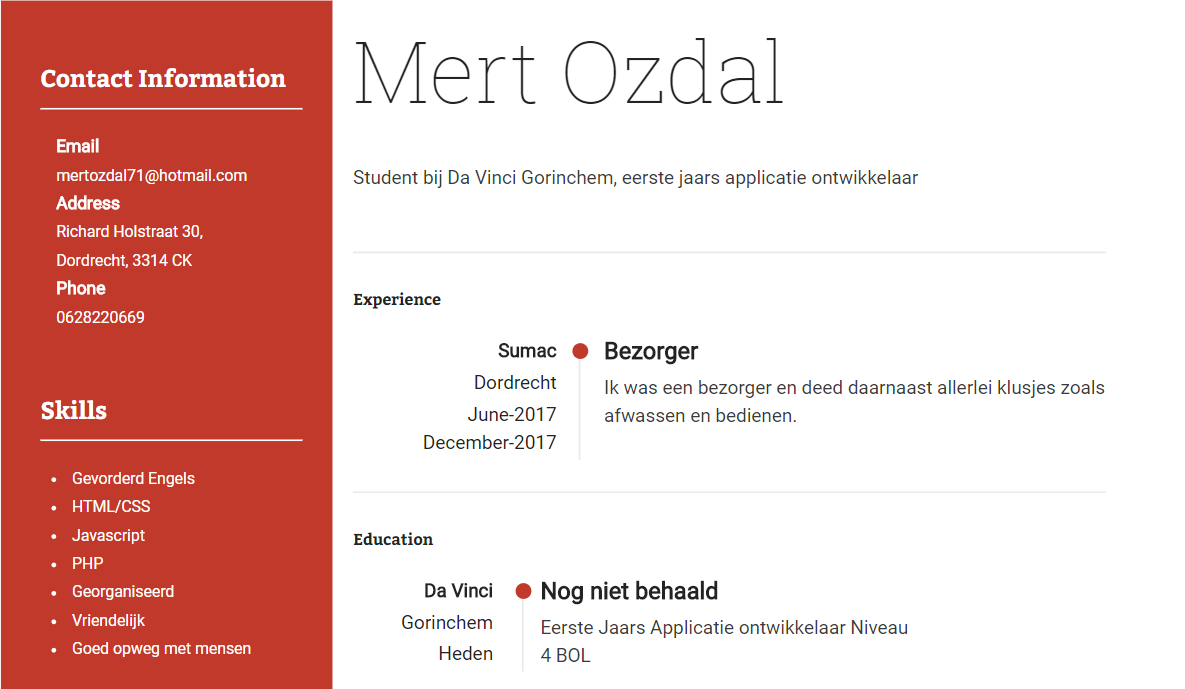 Contact Information
Email
mertozdal71@hotmail.com
Address
Richard Holstraat 30,
Dordrecht, 3314 CK
Phone
0628220669
Skills
Gevorderd Engels
HTML/CSS
Javascript
PHP
Georganiseerd
Vriendelijk
Goed opweg met mensen
Mert Ozdal
Student bij Da Vinci Gorinchem, eerste jaars applicatie ontwikkelaar
Experience
Sumac
Dordrecht
June-2017
December-2017
Bezorger
Ik was een bezorger en deed daarnaast allerlei klusjes zoals
afwassen en bedienen.
Education
Da Vinci
Gorinchem
Heden
Nog niet behaald
Eerste Jaars Applicatie ontwikkelaar Niveau
4 BOL